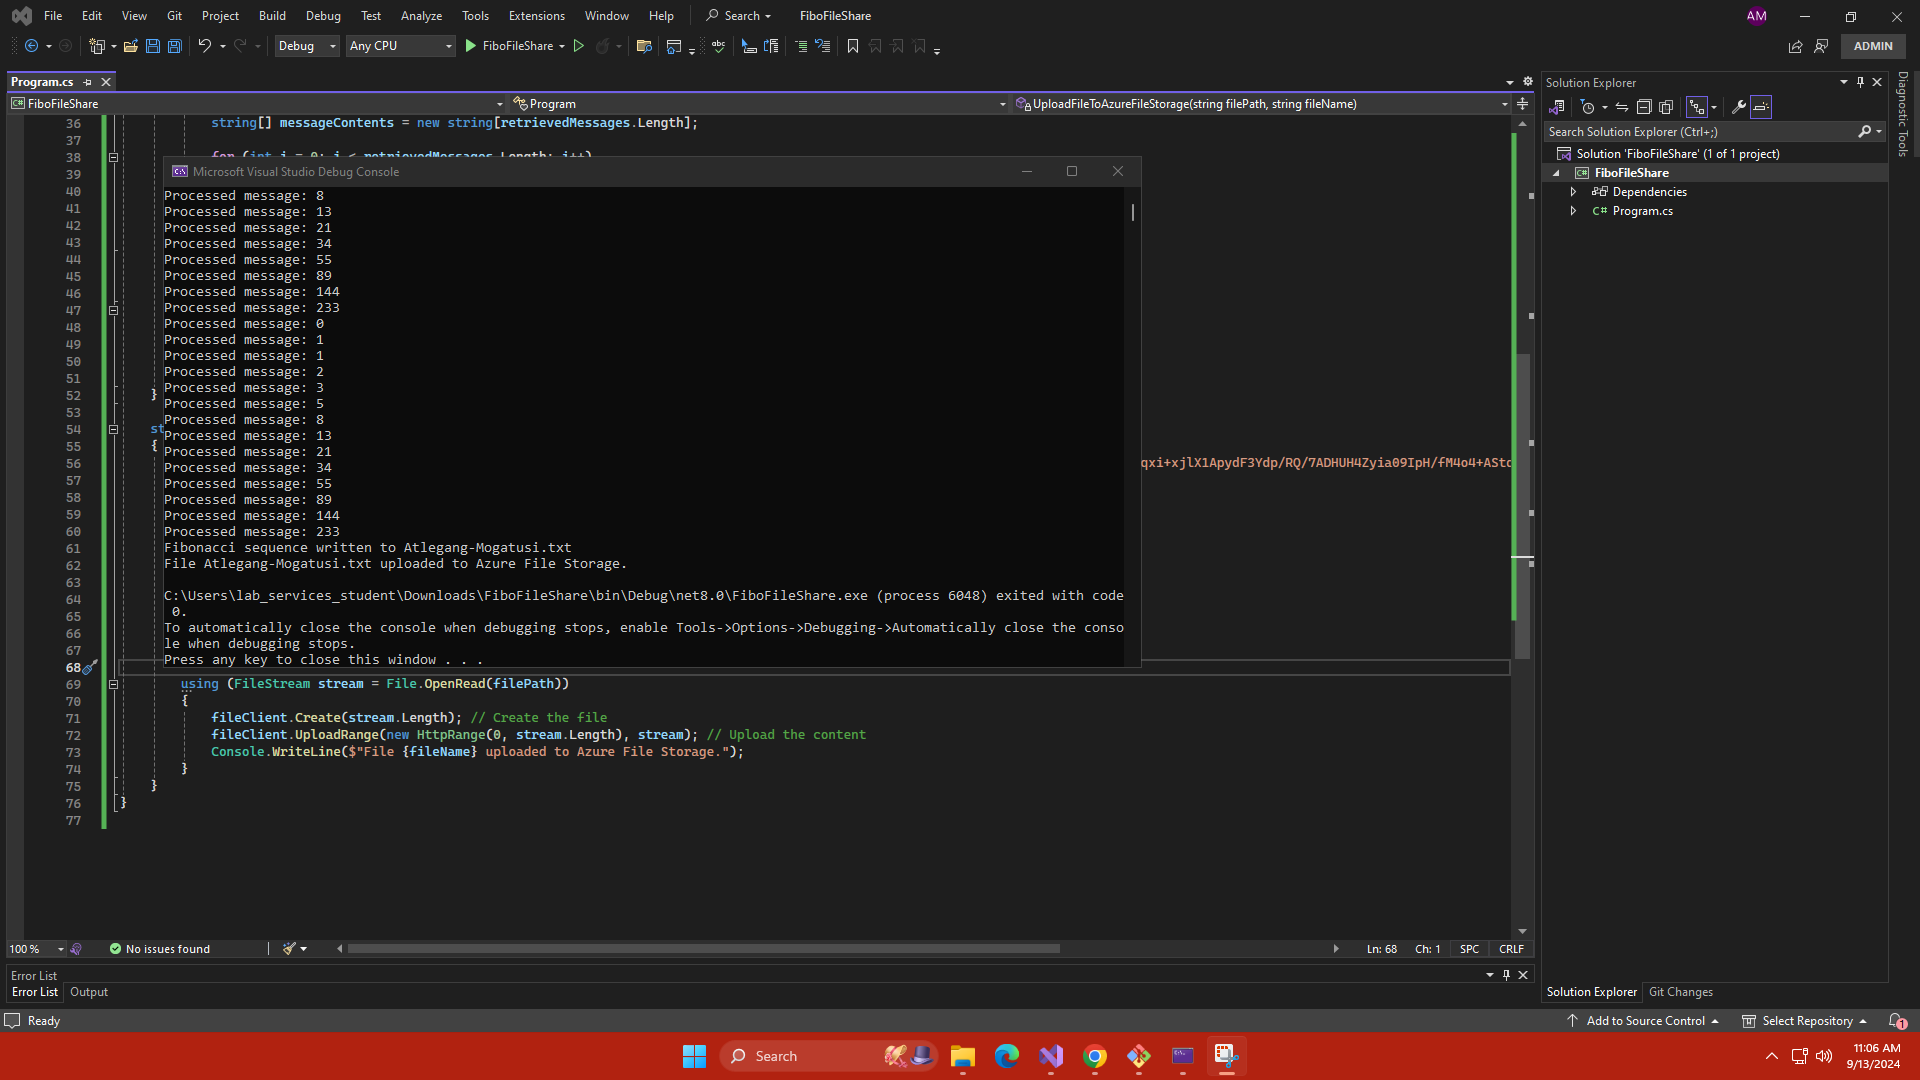 File Edit View Git Project Build Debug Test Analyze Tools Extensions Window Help Search FiboFileShare AM
Debug Any CPU FiboFileShare ADMIN
Program.cs
FiboFileShare Program UploadFileToAzureFileStorage(string filePath, string fileName)
36 string[] messageContents = new string[retrievedMessages.Length];
37
38 for (int i = 0; i < retrievedMessages.Length; i++)
Microsoft Visual Studio Debug Console
Processed message: 8
Processed message: 13
Processed message: 21
Processed message: 34
Processed message: 55
Processed message: 89
Processed message: 144
Processed message: 233
Processed message: 0
Processed message: 1
Processed message: 1
Processed message: 2
Processed message: 3
Processed message: 5
Processed message: 8
Processed message: 13
Processed message: 21
Processed message: 34
Processed message: 55
Processed message: 89
Processed message: 144
Processed message: 233
Fibonacci sequence written to Atlegang-Mogatusi.txt
File Atlegang-Mogatusi.txt uploaded to Azure File Storage.
C:\Users\lab_services_student\Downloads\FiboFileShare\bin\Debug\net8.0\FiboFileShare.exe (process 6048) exited with code
0.
To automatically close the console when debugging stops, enable Tools->Options->Debugging->Automatically close the conso
le when debugging stops.
Press any key to close this window . . .
39
40
41
42
43
44
45
46
47
48
49
50
51
52 }
53
54 st
55 {
56 qxi+xjlX1ApydF3Ydp/RQ/7ADHUH4Zyia09IpH/fM4o4+AStc
57
58
59
60
61
62
63
64
65
66
67
68
69 using (FileStream stream = File.OpenRead(filePath))
70 {
71 fileClient.Create(stream.Length); // Create the file
72 fileClient.UploadRange(new HttpRange(0, stream.Length), stream); // Upload the content
73 Console.WriteLine($"File {fileName} uploaded to Azure File Storage.");
74 }
75 }
76 }
77
100 % No issues found Ln: 68 Ch: 1 SPC CRLF
Error List
Error List Output
Solution Explorer
Search Solution Explorer (Ctrl+;)
Solution 'FiboFileShare' (1 of 1 project)
C# FiboFileShare
Dependencies
C# Program.cs
Solution Explorer Git Changes
Diagnostic Tools
Ready Add to Source Control Select Repository 1
Search
11:06 AM
9/13/2024